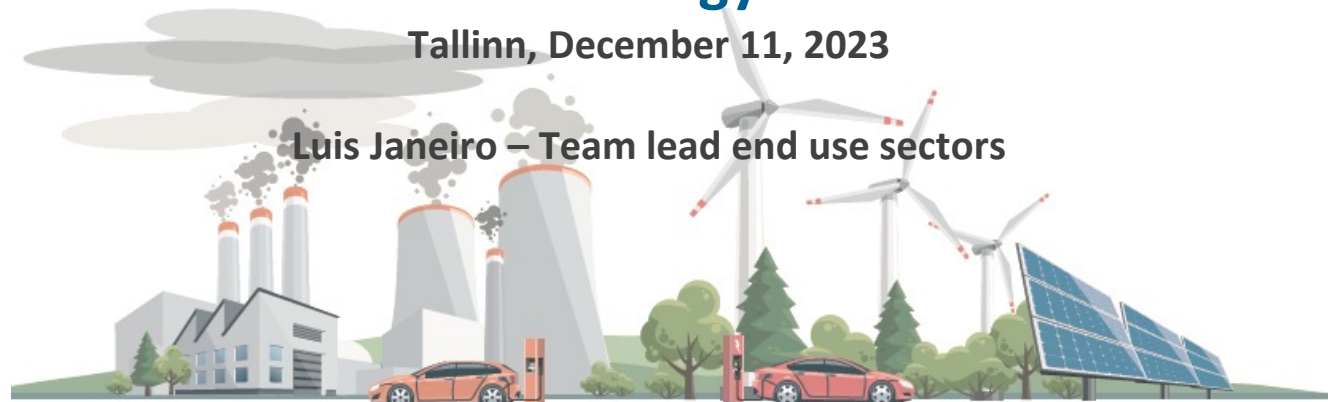 Tallinn, December 11, 2023
Luis Janeiro – Team lead end use sectors